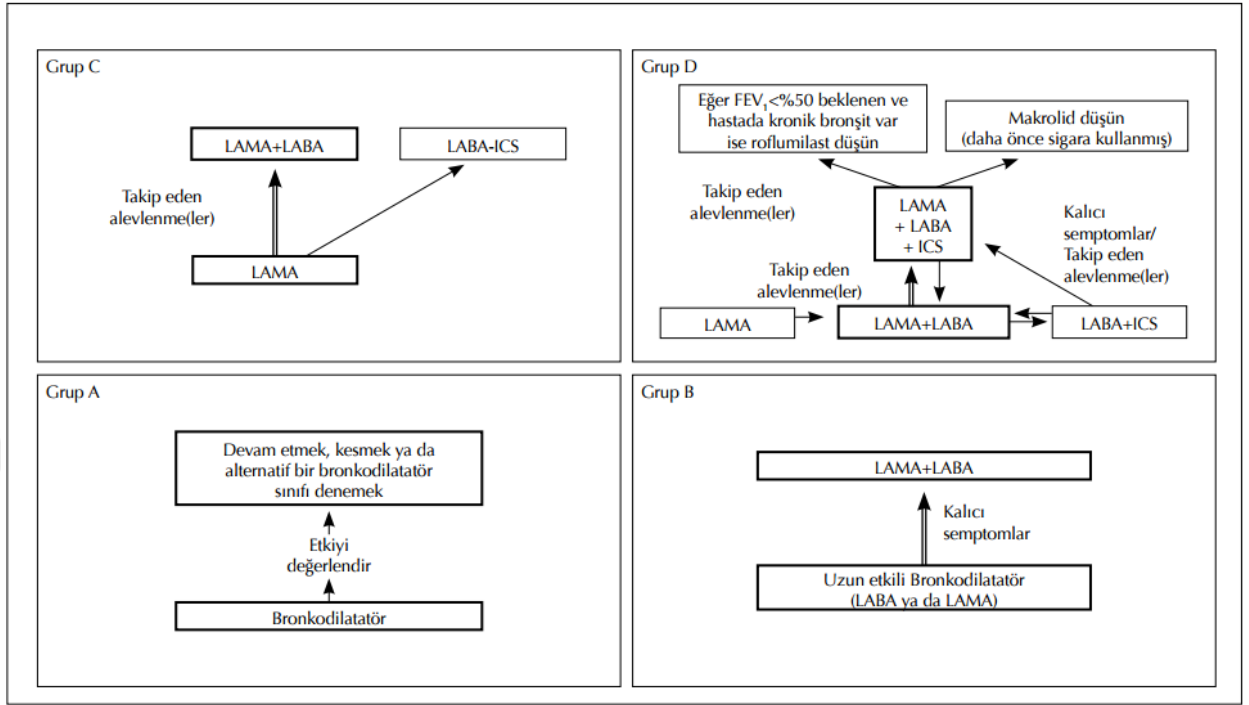 Grup C
LAMA+LABA
LABA-ICS
Takip eden
alevlenme(ler)
LAMA
Grup D
Eğer FEV₁<%50 beklenen ve
hastada kronik bronşit var
ise roflumilast düşün
Makrolid düşün
(daha önce sigara kullanmış)
Takip eden
alevlenme(ler)
LAMA
+ LABA
+ ICS
Kalıcı
semptomlar/
Takip eden
alevlenme(ler)
Takip eden
alevlenme(ler)
LAMA
LAMA+LABA
LABA+ICS
Grup A
Devam etmek, kesmek ya da
alternatif bir bronkodilatatör
sınıfı denemek
Etkiyi
değerlendir
Bronkodilatatör
Grup B
LAMA+LABA
Kalıcı
semptomlar
Uzun etkili Bronkodilatatör
(LABA ya da LAMA)